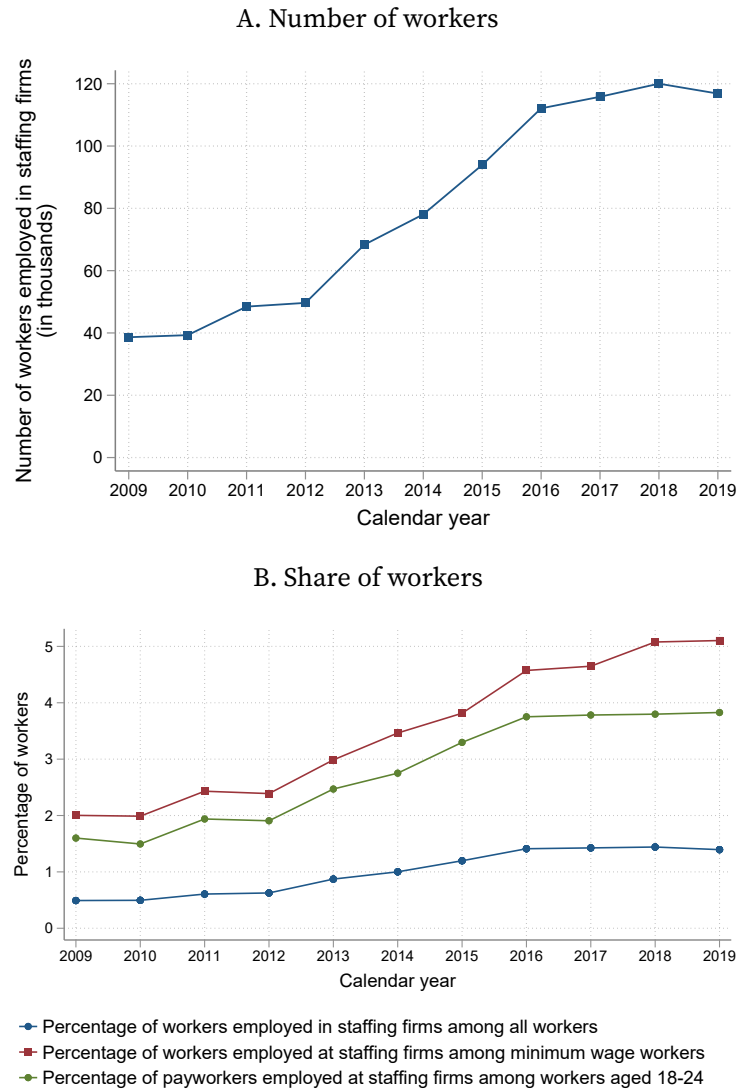 A. Number of workers
Number of workers employed in staffing firms
(in thousands)
120
100
80
60
40
20
0
2009 2010 2011 2012 2013 2014 2015 2016 2017 2018 2019
Calendar year
B. Share of workers
Percentage of workers
5
4
3
2
1
0
2009 2010 2011 2012 2013 2014 2015 2016 2017 2018 2019
Calendar year
Percentage of workers employed in staffing firms among all workers
Percentage of workers employed at staffing firms among minimum wage workers
Percentage of payworkers employed at staffing firms among workers aged 18-24